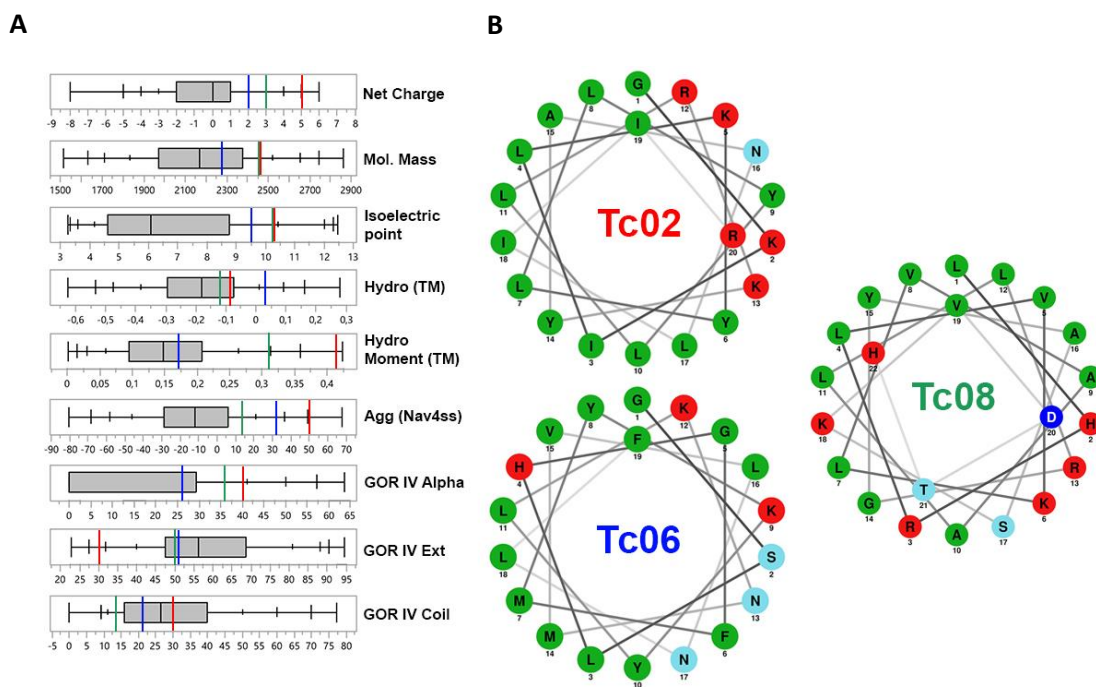 A
B
Net Charge
-9 -8 -7 -6 -5 -4 -3 -2 -1 0 1 2 3 4 5 6 7 8
Mol. Mass
1500 1700 1900 2100 2300 2500 2700 2900
Isoelectric
point
3 4 5 6 7 8 9 10 11 12 13
Hydro (TM)
-0,6 -0,3 -0,1 0 0,1 0,2 0,3
Hydro
Moment (TM)
0 0,05 0,1 0,15 0,2 0,25 0,3 0,4
Agg (Nav4ss)
-90 -80 -70 -60 -50 -40 -30 -20 -10 0 10 20 30 40 50 60 70
GOR IV Alpha
0 5 10 15 20 25 30 35 40 45 50 55 60 65
GOR IV Ext
20 25 30 35 40 45 50 55 60 65 70 75 80 85 90 95
GOR IV Coil
-5 0 5 10 15 20 25 30 35 40 45 50 55 60 65 70 75 80
Tc02
G 1
K 2
I 3
L 4
K 5
Y 6
L 7
L 8
Y 9
L 10
L 11
R 12
K 13
Y 14
A 15
N 16
L 17
I 18
I 19
R 20
Tc06
G 1
S 2
L 3
H 4
G 5
F 6
M 7
Y 8
K 9
Y 10
L 11
K 12
N 13
M 14
V 15
L 16
N 17
L 18
F 19
Tc08
L 1
H 2
R 3
L 4
V 5
K 6
L 7
V 8
A 9
A 10
L 11
L 12
R 13
G 14
Y 15
A 16
S 17
K 18
V 19
D 20
T 21
H 22